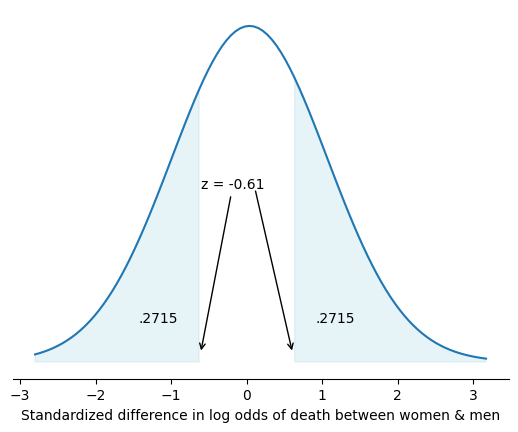 z = -0.61
.2715
.2715
−3 −2 −1 0 1 2 3
Standardized difference in log odds of death between women & men